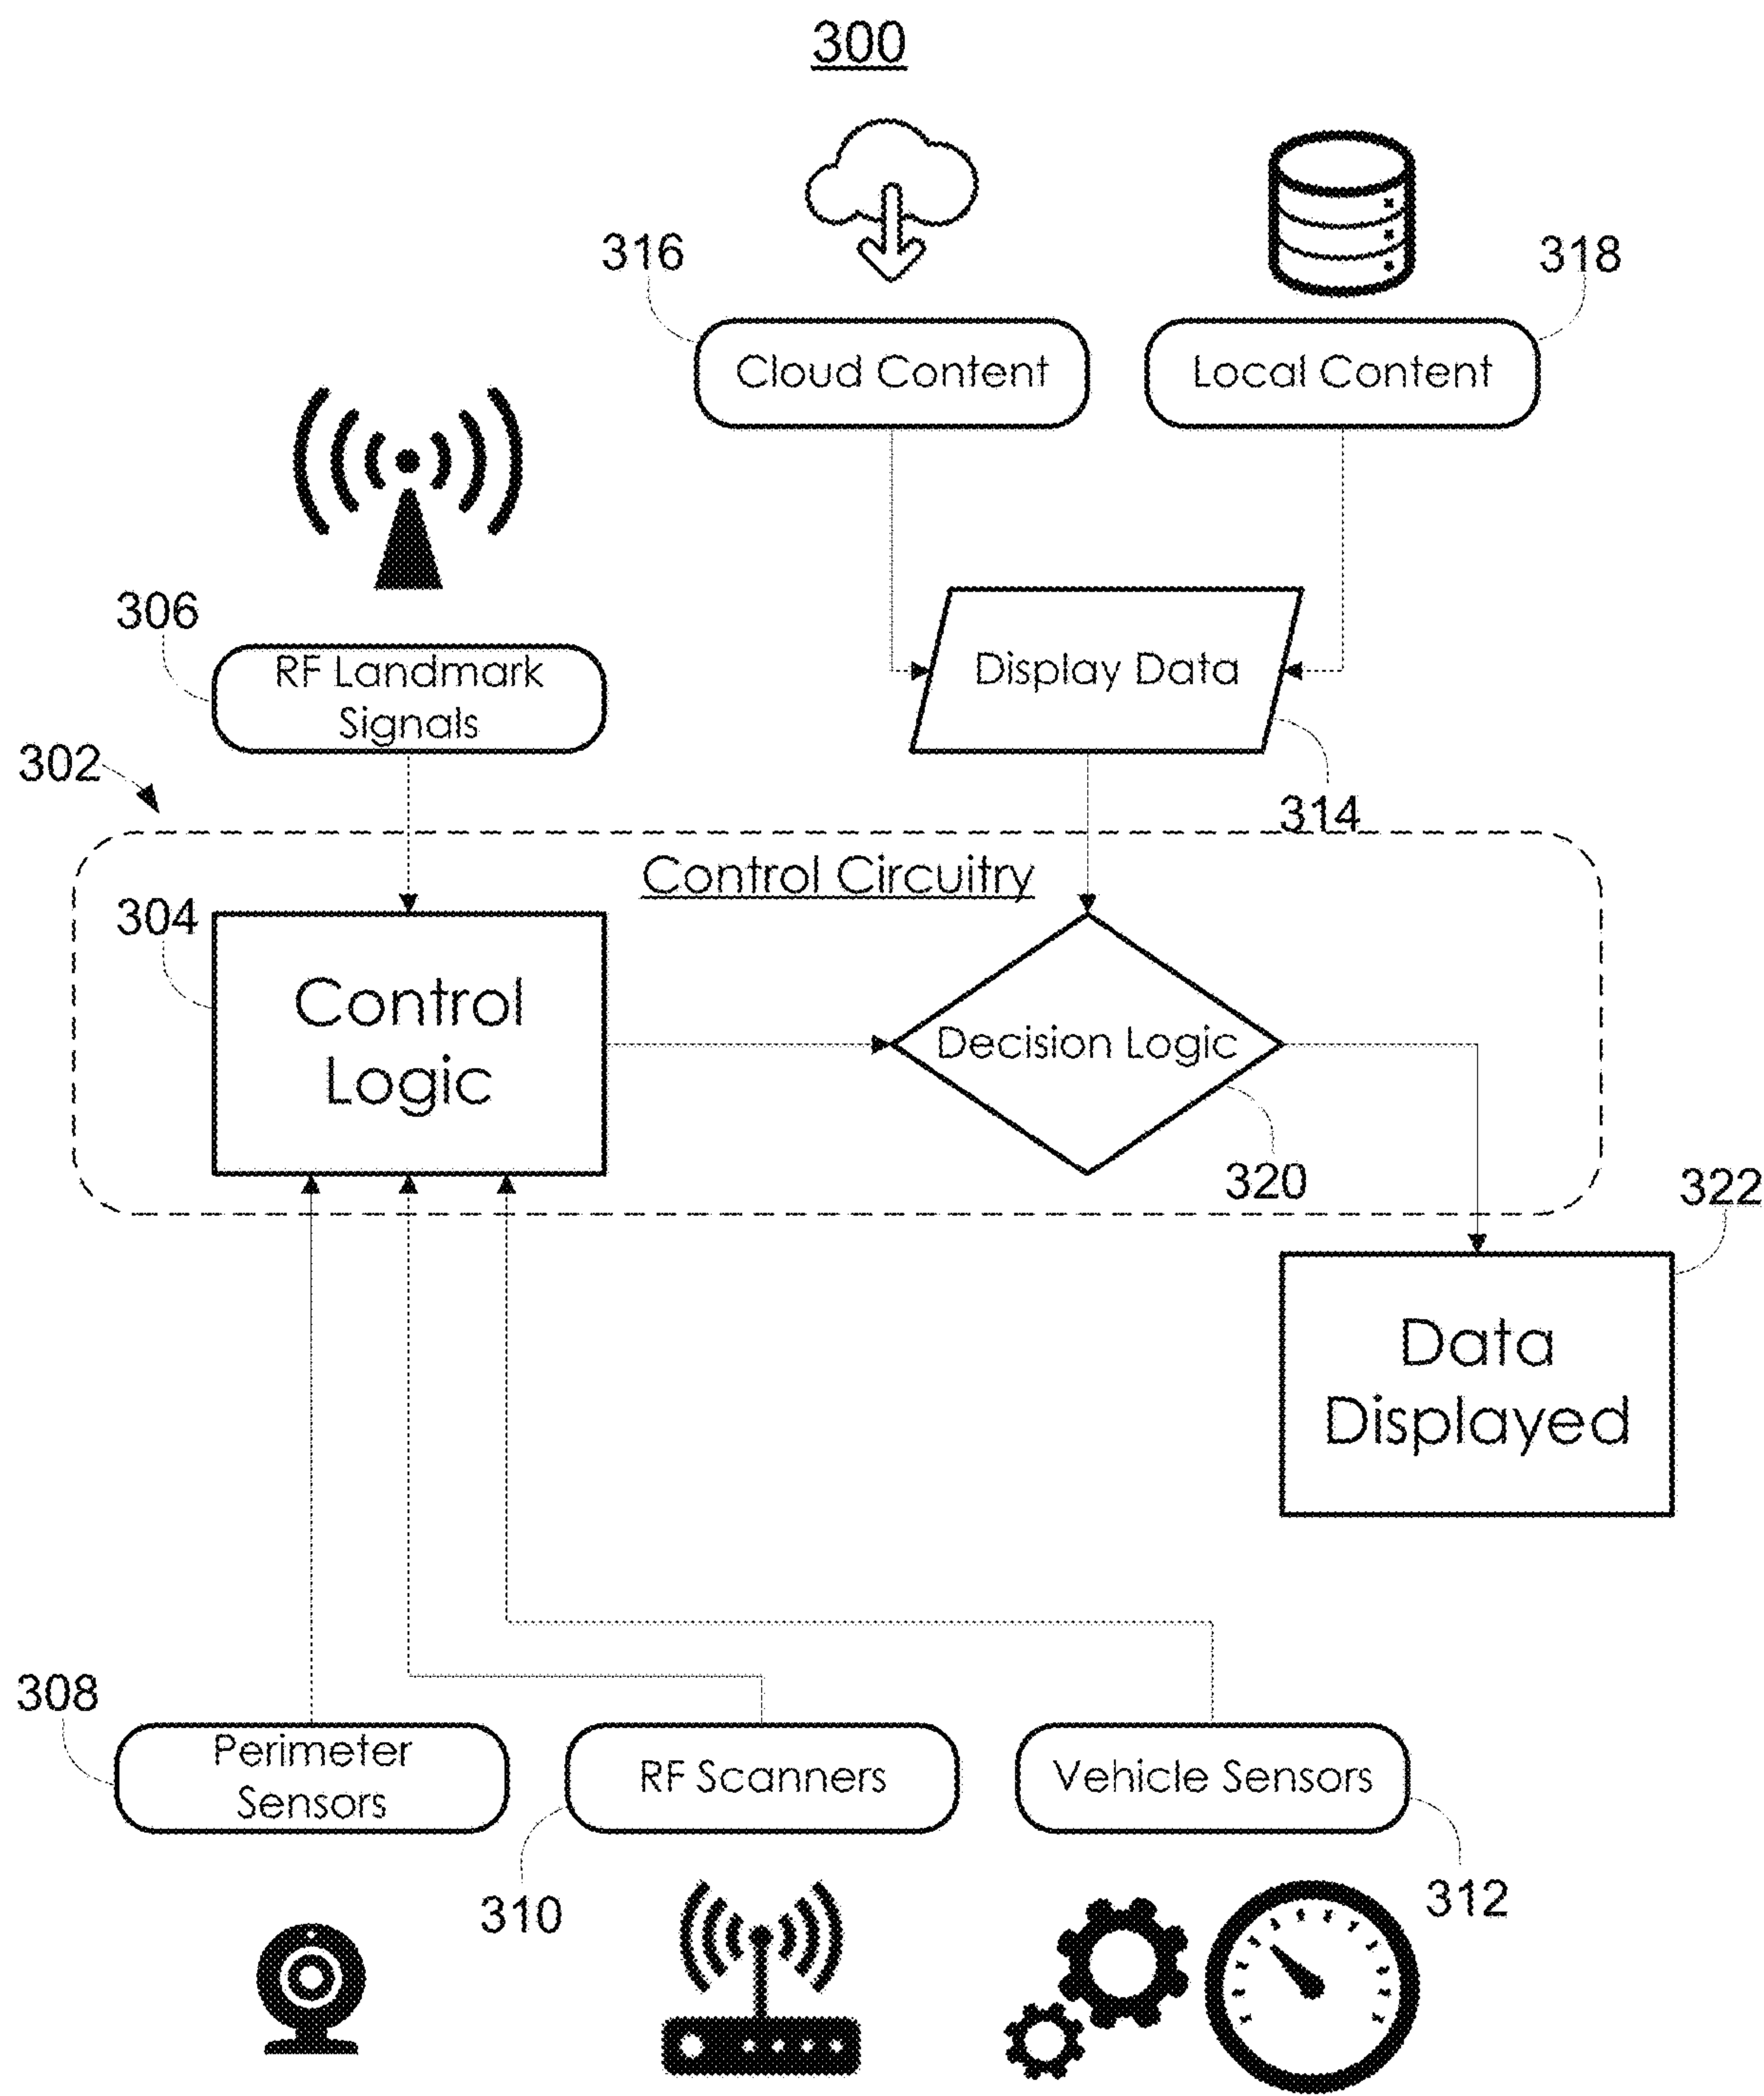 300
316
318
Cloud Content
Local Content
306
RF Landmark
Signals
Display Data
302
314
Control Circuitry
304
Control
Logic
Decision Logic
320
322
Data
Displayed
308
Perimeter
Sensors
RF Scanners
Vehicle Sensors
310
312